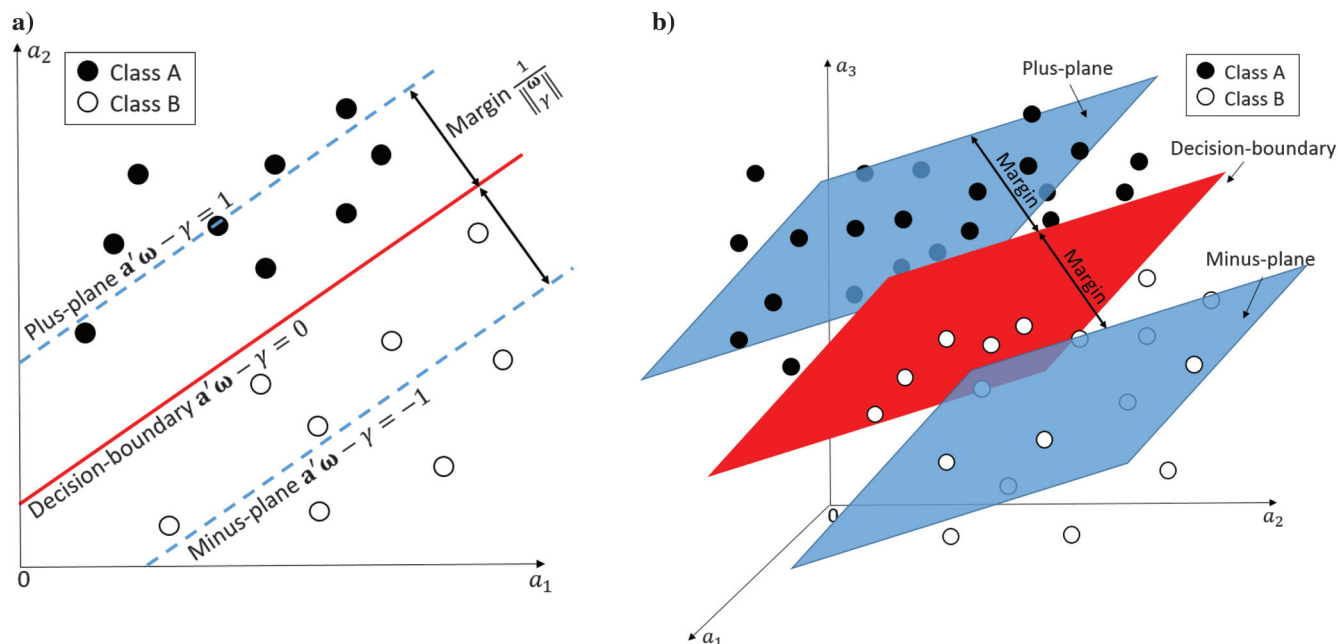 a)
a₂
Class A
Class B
Margin 1/‖ω γ‖
Plus-plane a′ω − γ = 1
Decision-boundary a′ω − γ = 0
Minus-plane a′ω − γ = −1
0
a₁
b)
a₃
Class A
Class B
Plus-plane
Decision-boundary
Margin
Margin
Minus-plane
0
a₂
a₁